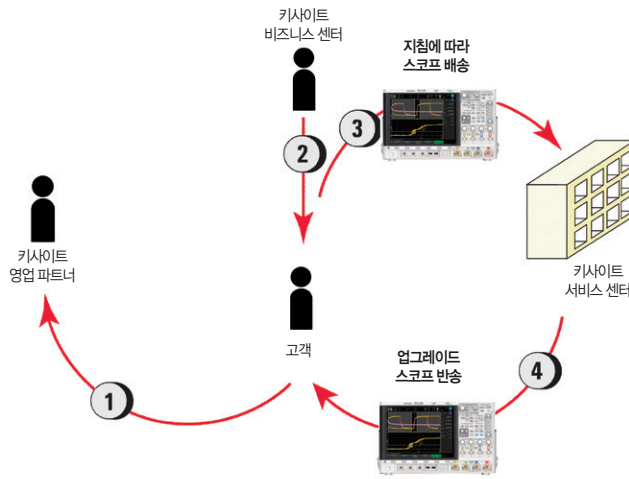 키사이트
비즈니스 센터
지침에 따라
스코프 배송
3
2
키사이트
영업 파트너
키사이트
서비스 센터
고객
업그레이드
스코프 반송
4
1